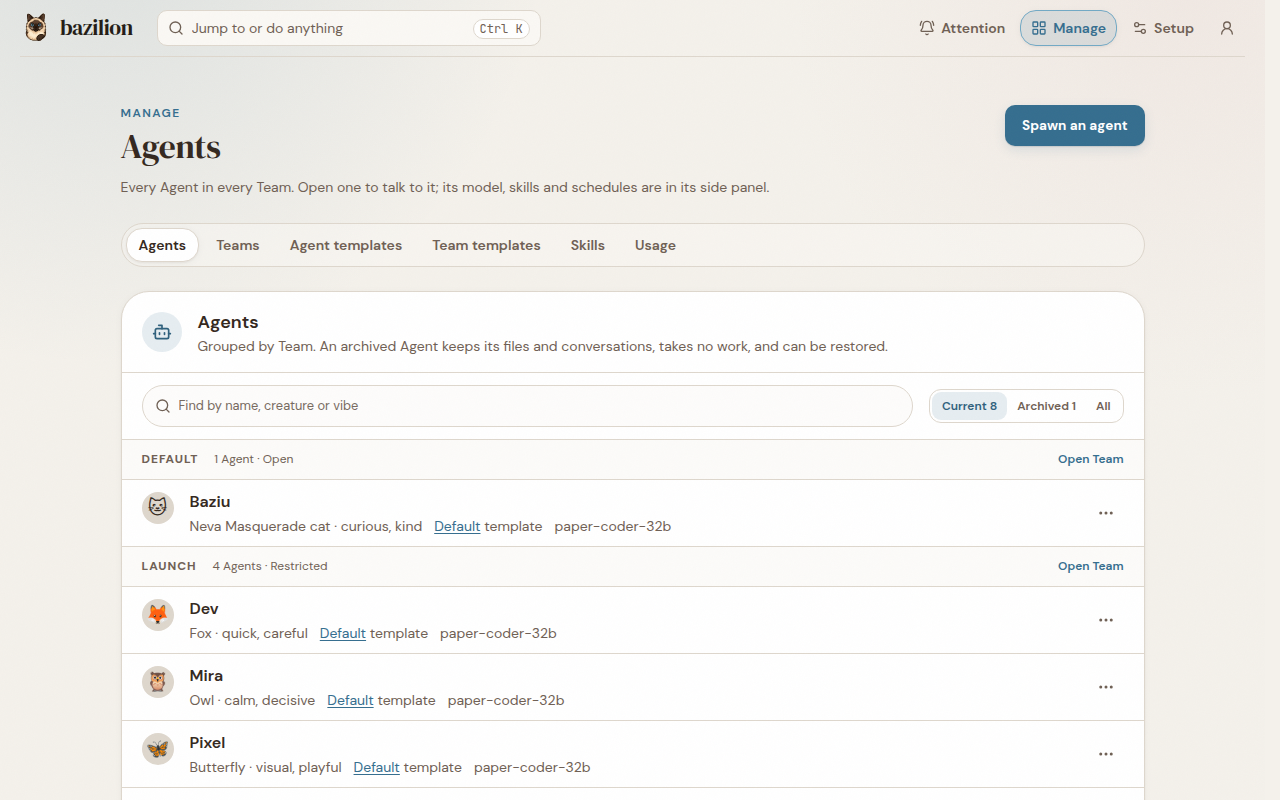 bazilion
Jump to or do anything
Ctrl K
Attention
Manage
Setup
MANAGE
Agents
Spawn an agent
Every Agent in every Team. Open one to talk to it; its model, skills and schedules are in its side panel.
Agents
Teams
Agent templates
Team templates
Skills
Usage
Agents
Grouped by Team. An archived Agent keeps its files and conversations, takes no work, and can be restored.
Find by name, creature or vibe
Current 8
Archived 1
All
DEFAULT 1 Agent · Open
Open Team
Baziu
Neva Masquerade cat · curious, kind Default template paper-coder-32b
LAUNCH 4 Agents · Restricted
Open Team
Dev
Fox · quick, careful Default template paper-coder-32b
Mira
Owl · calm, decisive Default template paper-coder-32b
Pixel
Butterfly · visual, playful Default template paper-coder-32b